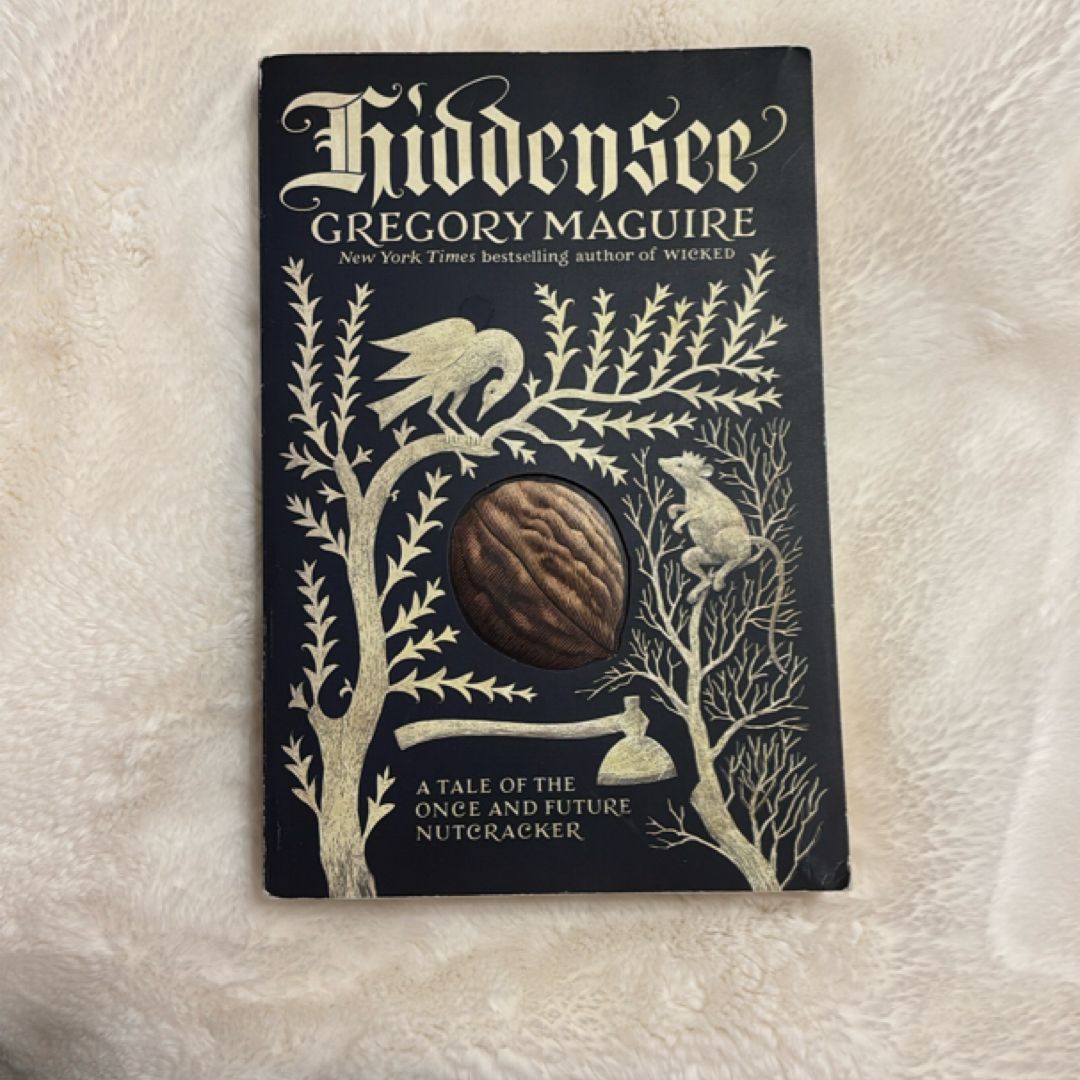 Hiddensee
GREGORY MAGUIRE
New York Times bestselling author of WICKED
A TALE OF THE
ONCE AND FUTURE
NUTCRACKER